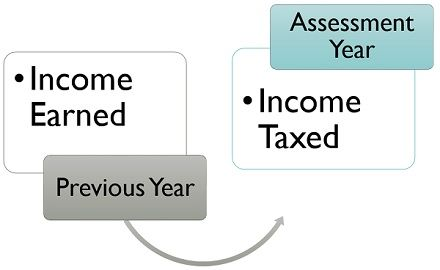 • Income
Earned
Previous Year
Assessment
Year
• Income
Taxed